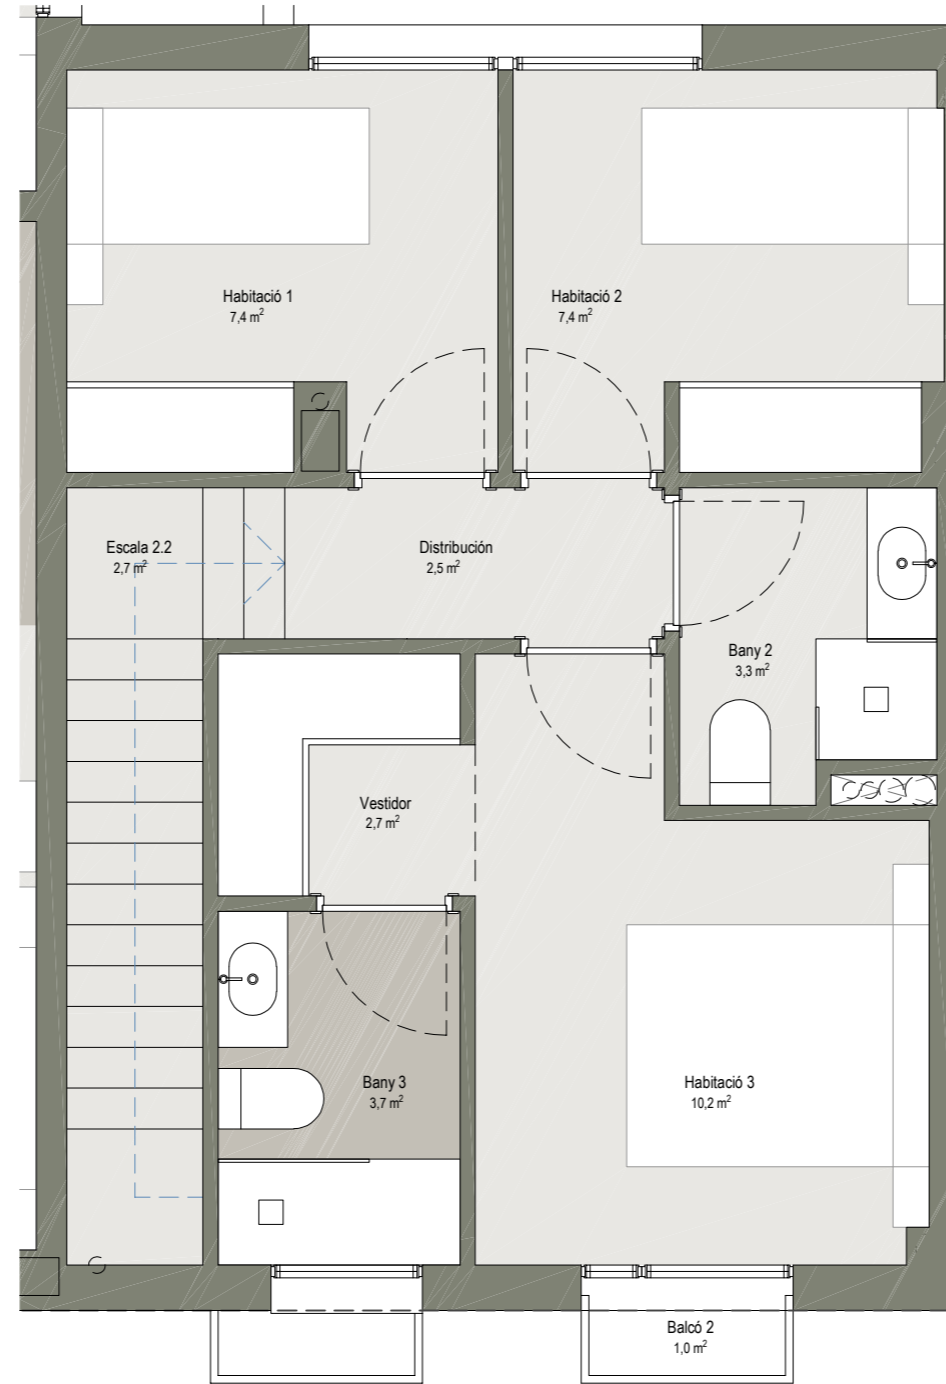 Habitació 1
7,4 m²
Habitació 2
7,4 m²
Escala 2.2
2,7 m²
Distribución
2,5 m²
Bany 2
3,3 m²
Vestidor
2,7 m²
Bany 3
3,7 m²
Habitació 3
10,2 m²
Balcó 2
1,0 m²